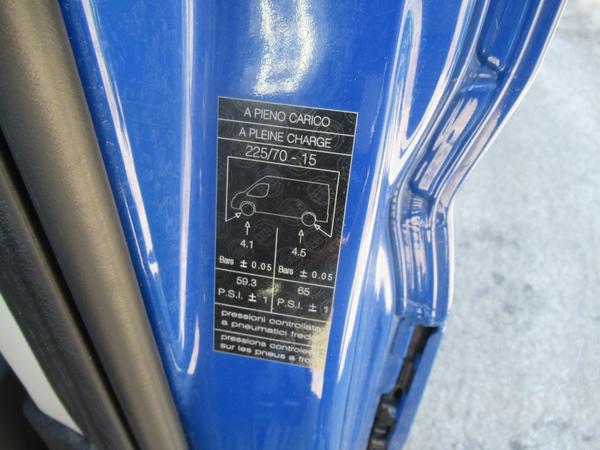 A PIENO CARICO
A PLEINE CHARGE
225/70 - 15
4.1 4.5
Bars ± 0.05 Bars ± 0.05
59.3 65
P.S.I. ± 1 P.S.I. ± 1
pressioni controllate
a pneumatici freddi
pressions controlées
sur les pneus a froid